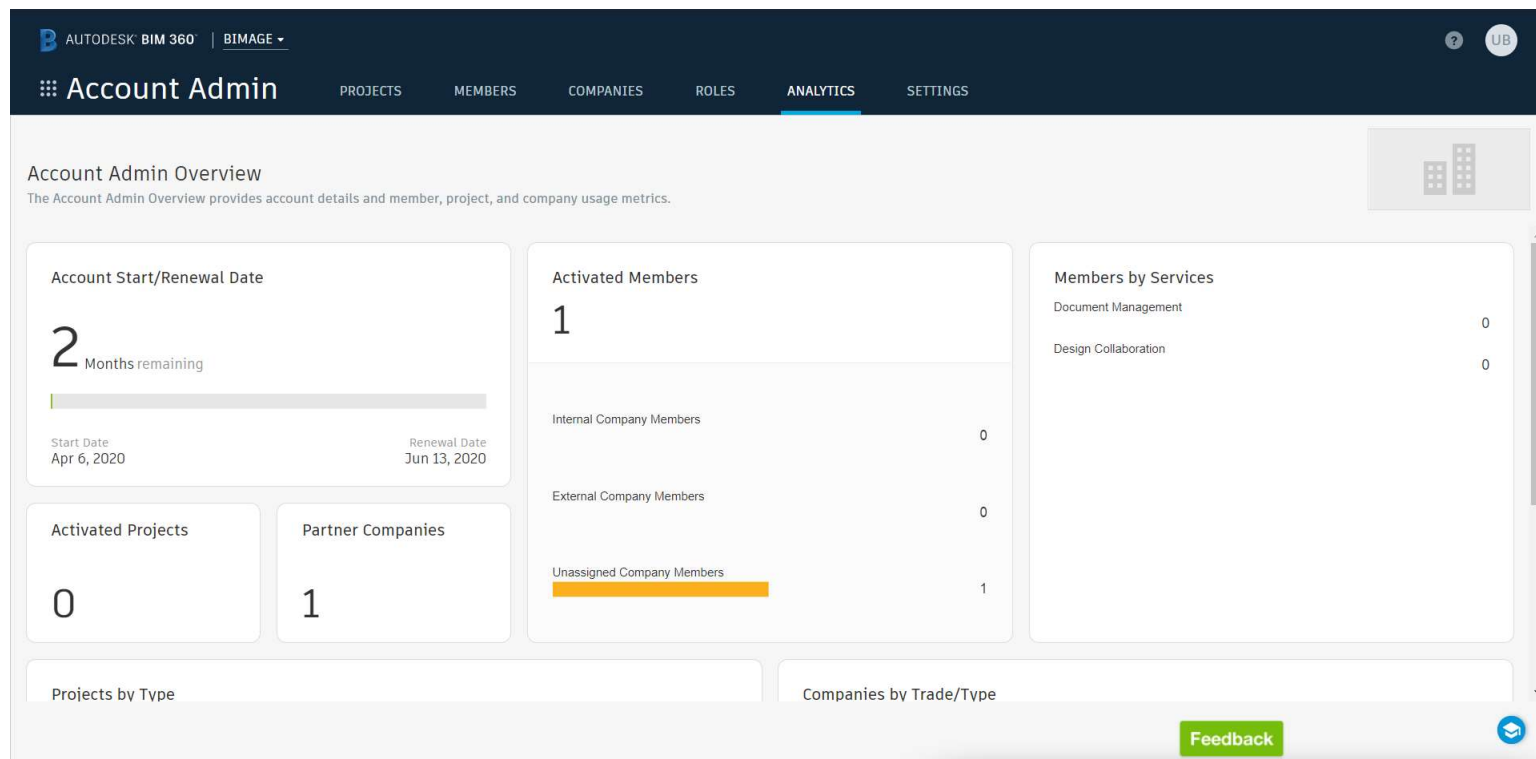 AUTODESK® BIM 360™ | BIMAGE
? UB
Account Admin PROJECTS MEMBERS COMPANIES ROLES ANALYTICS SETTINGS
Account Admin Overview
The Account Admin Overview provides account details and member, project, and company usage metrics.
Account Start/Renewal Date
2 Months remaining
Start Date Renewal Date
Apr 6, 2020 Jun 13, 2020
Activated Projects
0
Partner Companies
1
Activated Members
1
Internal Company Members
0
External Company Members
0
Unassigned Company Members
1
Members by Services
Document Management
0
Design Collaboration
0
Projects by Type
Companies by Trade/Type
Feedback